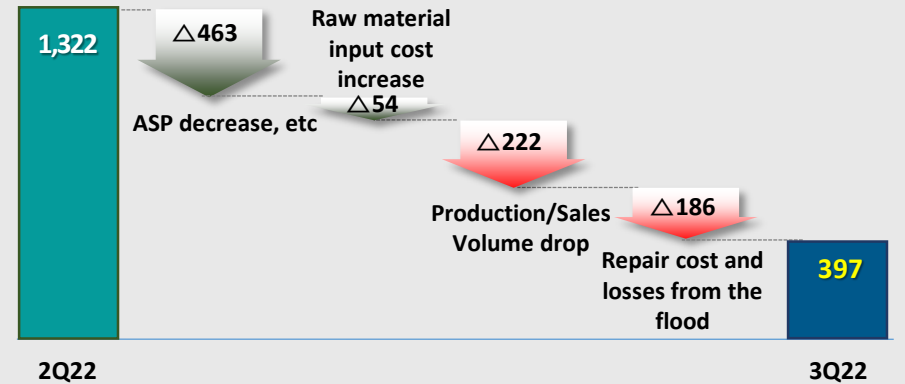 1,322
△463
ASP decrease, etc
Raw material
input cost
increase
△54
△222
Production/Sales
Volume drop
△186
Repair cost and
losses from the
flood
397
2Q22
3Q22